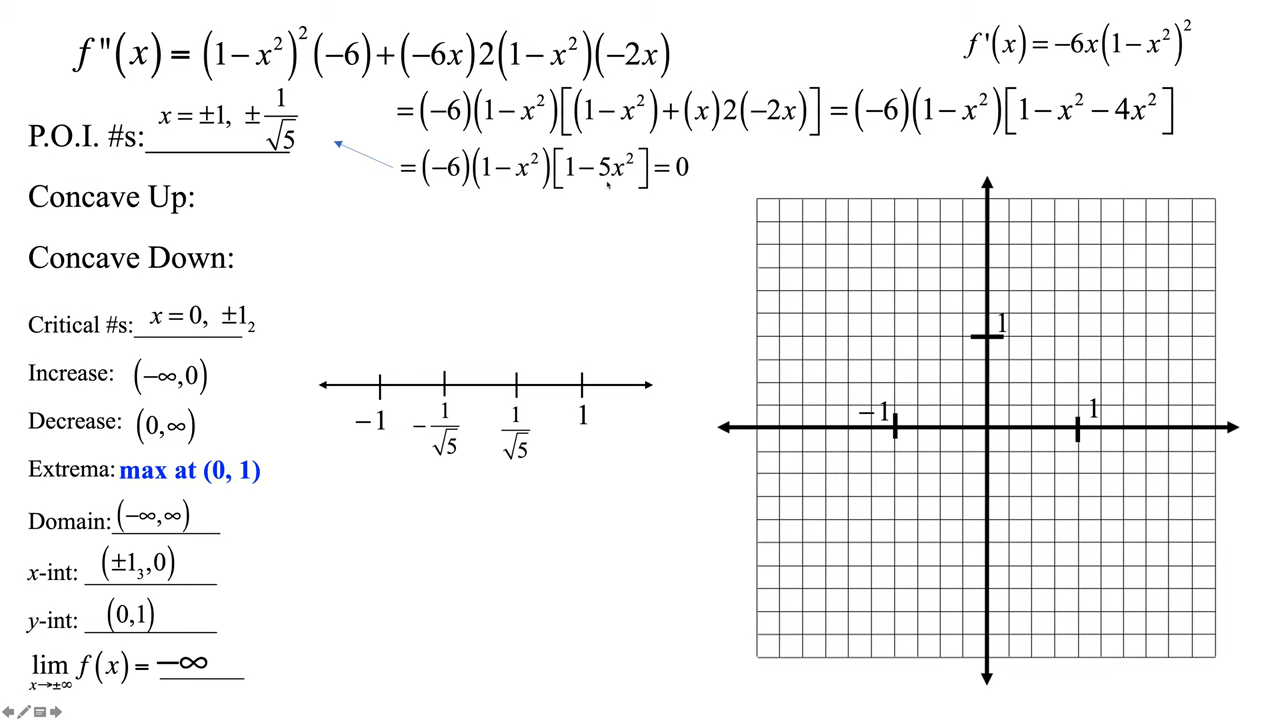 f''(x) = (1 − x²)² (−6) + (−6x) 2(1 − x²)(−2x)
f'(x) = −6x(1 − x²)²
= (−6)(1 − x²)[(1 − x²) + (x)2(−2x)] = (−6)(1 − x²)[1 − x² − 4x²]
P.O.I. #s: x = ±1, ± 1/√5
= (−6)(1 − x²)[1 − 5x²] = 0
Concave Up:
Concave Down:
Critical #s: x = 0, ±1₂
Increase: (−∞,0)
Decrease: (0,∞)
Extrema: max at (0, 1)
Domain: (−∞,∞)
x-int: (±1₃,0)
y-int: (0,1)
lim x→±∞ f(x) = −∞
−1 −1/√5 1/√5 1
1
−1 1